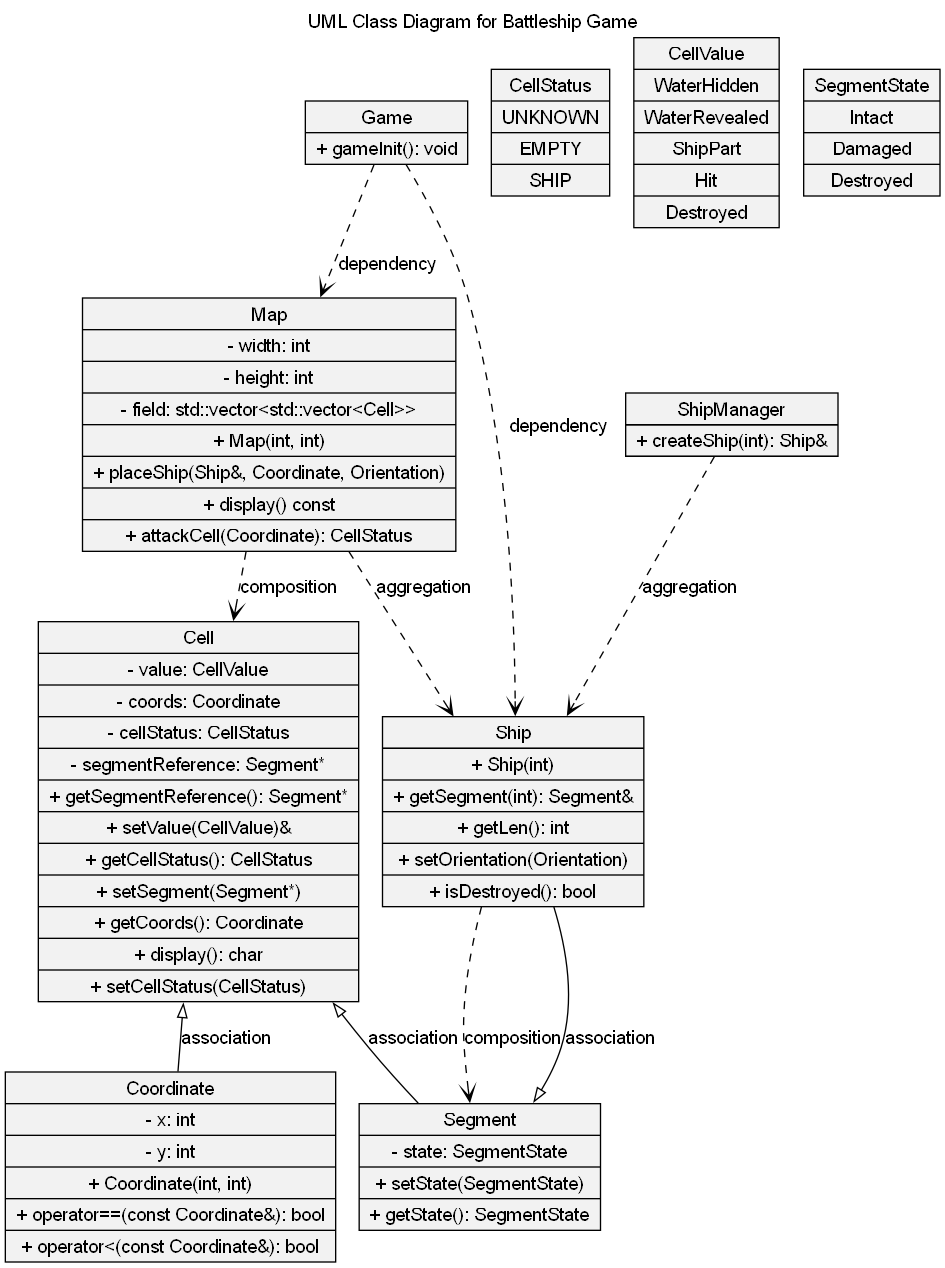 UML Class Diagram for Battleship Game
Game
+ gameInit(): void
CellStatus
UNKNOWN
EMPTY
SHIP
CellValue
WaterHidden
WaterRevealed
ShipPart
Hit
Destroyed
SegmentState
Intact
Damaged
Destroyed
dependency
Map
- width: int
- height: int
- field: std::vector<std::vector<Cell>>
+ Map(int, int)
+ placeShip(Ship&, Coordinate, Orientation)
+ display() const
+ attackCell(Coordinate): CellStatus
dependency
ShipManager
+ createShip(int): Ship&
composition
aggregation
aggregation
Cell
- value: CellValue
- coords: Coordinate
- cellStatus: CellStatus
- segmentReference: Segment*
+ getSegmentReference(): Segment*
+ setValue(CellValue)&
+ getCellStatus(): CellStatus
+ setSegment(Segment*)
+ getCoords(): Coordinate
+ display(): char
+ setCellStatus(CellStatus)
Ship
+ Ship(int)
+ getSegment(int): Segment&
+ getLen(): int
+ setOrientation(Orientation)
+ isDestroyed(): bool
association
association
composition
association
Coordinate
- x: int
- y: int
+ Coordinate(int, int)
+ operator==(const Coordinate&): bool
+ operator<(const Coordinate&): bool
Segment
- state: SegmentState
+ setState(SegmentState)
+ getState(): SegmentState